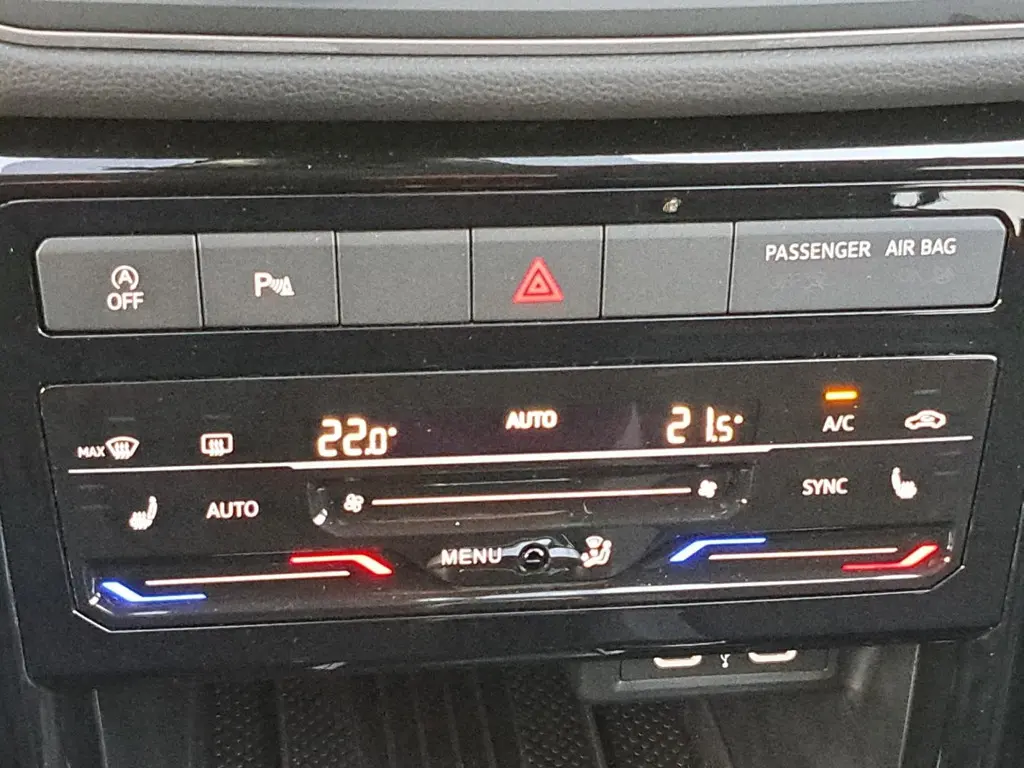 A
OFF
P
PASSENGER AIR BAG
MAX
22.0°
AUTO
21.5°
A/C
AUTO
SYNC
MENU